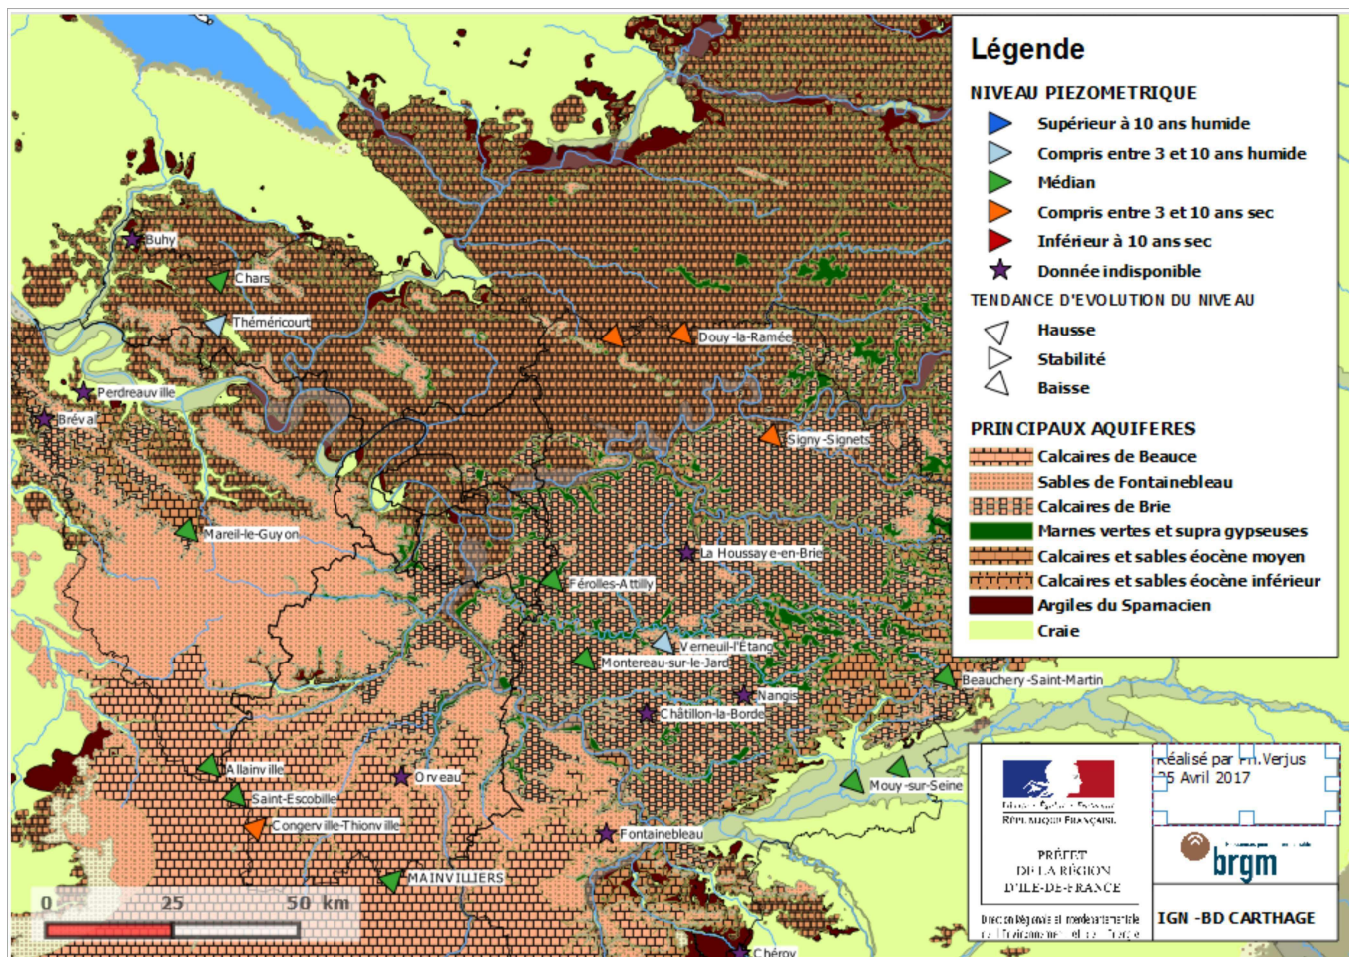 Légende
NIVEAU PIEZOMETRIQUE
Supérieur à 10 ans humide
Compris entre 3 et 10 ans humide
Médian
Compris entre 3 et 10 ans sec
Inférieur à 10 ans sec
Donnée indisponible
TENDANCE D'EVOLUTION DU NIVEAU
Hausse
Stabilité
Baisse
PRINCIPAUX AQUIFERES
Calcaires de Beauce
Sables de Fontainebleau
Calcaires de Brie
Marnes vertes et supra gypseuses
Calcaires et sables éocène moyen
Calcaires et sables éocène inférieur
Argiles du Sparnacien
Craie
Buhy
Chars
Théméricourt
Douy-la-Ramée
Perdreauville
Bréval
Signy-Signets
Mareil-le-Guyon
La Houssaye-en-Brie
Férolles-Attilly
Verneuil-l'Étang
Montereau-sur-le-Jard
Beauchery-Saint-Martin
Nangis
Châtillon-la-Borde
Allainville
Orveau
Mouy-sur-Seine
Saint-Escobille
Congerville-Thionville
Fontainebleau
MAINVILLIERS
Chéroy
0 25 50 km
RÉPUBLIQUE FRANÇAISE
PRÉFET
DE LA RÉGION
D'ILE-DE-FRANCE
Réalisé par Ph.Verjus
25 Avril 2017
brgm
IGN -BD CARTHAGE